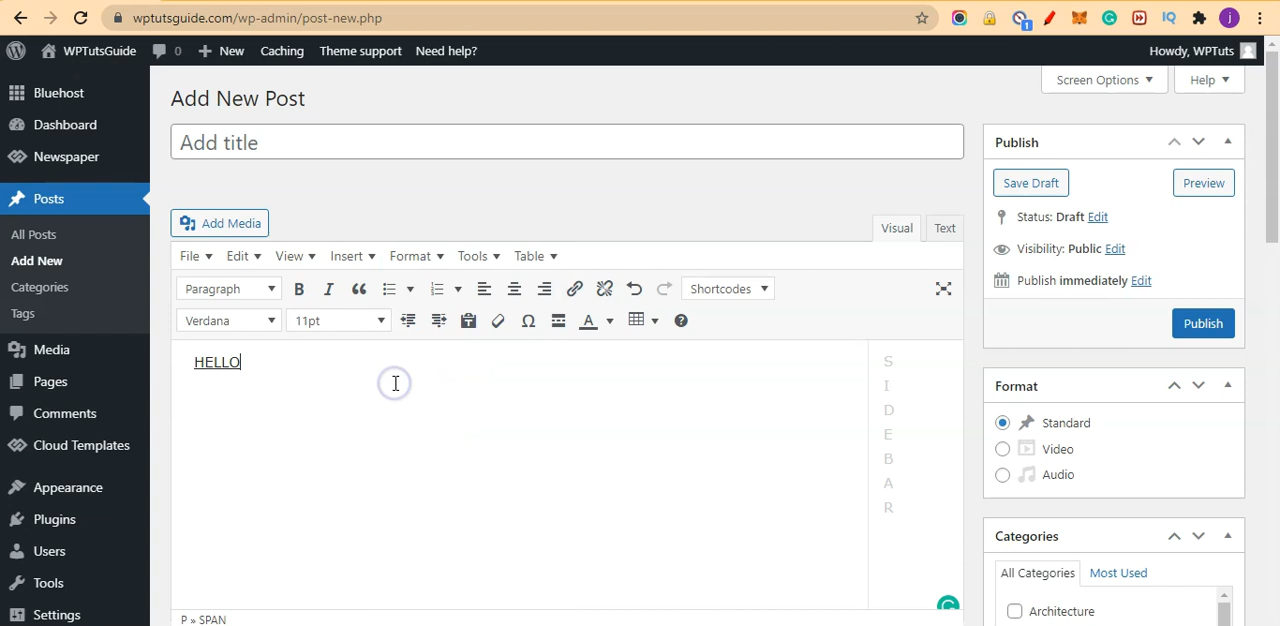 wptutsguide.com/wp-admin/post-new.php
1
IQ
j
WPTutsGuide
0
New
Caching
Theme support
Need help?
Howdy, WPTuts
Bluehost
Dashboard
Newspaper
Posts
All Posts
Add New
Categories
Tags
Media
Pages
Comments
Cloud Templates
Appearance
Plugins
Users
Tools
Settings
Screen Options
Help
Add New Post
Add title
Add Media
Visual
Text
File
Edit
View
Insert
Format
Tools
Table
Paragraph
B
I
Shortcodes
Verdana
11pt
Ω
A
HELLO
S
I
D
E
B
A
R
P » SPAN
Publish
Save Draft
Preview
Status: Draft Edit
Visibility: Public Edit
Publish immediately Edit
Publish
Format
Standard
Video
Audio
Categories
All Categories
Most Used
Architecture